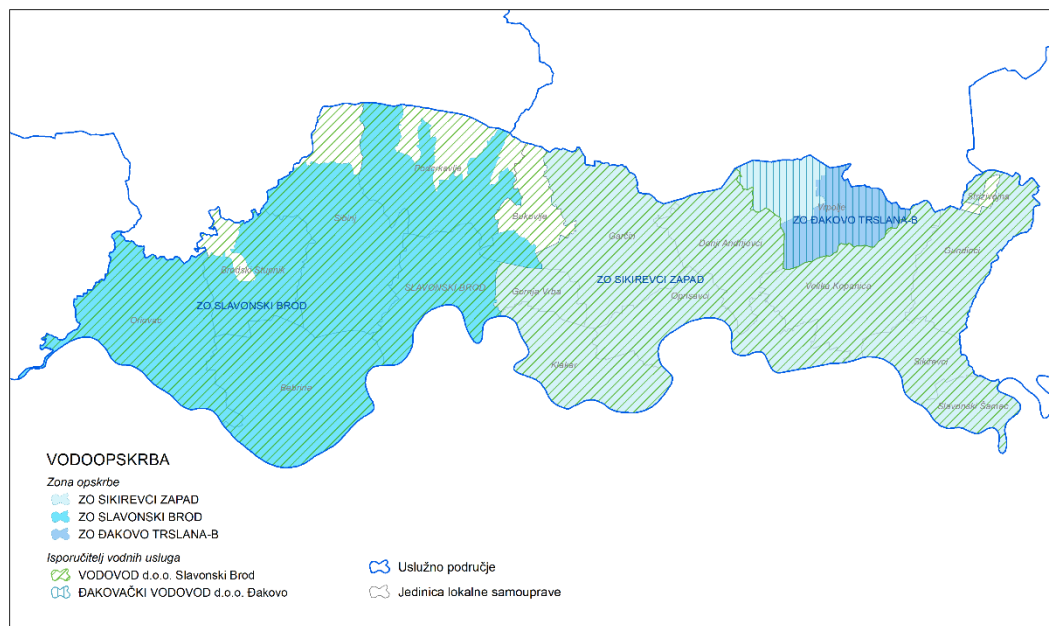 Podcrkavlje
Strizivojna
Vrpolje
Bukovlje
Sibinj
ZO ĐAKOVO TRSLANA-B
Garčin
Donji Andrijevci
Gundinci
Brodski Stupnik
ZO SIKIREVCI ZAPAD
SLAVONSKI BROD
Gornja Vrba
Velika Kopanica
Oprisavci
ZO SLAVONSKI BROD
Oriovac
Sikirevci
Klakar
Bebrina
Slavonski Šamac
VODOOPSKRBA
Zona opskrbe
ZO SIKIREVCI ZAPAD
ZO SLAVONSKI BROD
ZO ĐAKOVO TRSLANA-B
Isporučitelj vodnih usluga
VODOVOD d.o.o. Slavonski Brod
ĐAKOVAČKI VODOVOD d.o.o. Đakovo
Uslužno područje
Jedinica lokalne samouprave